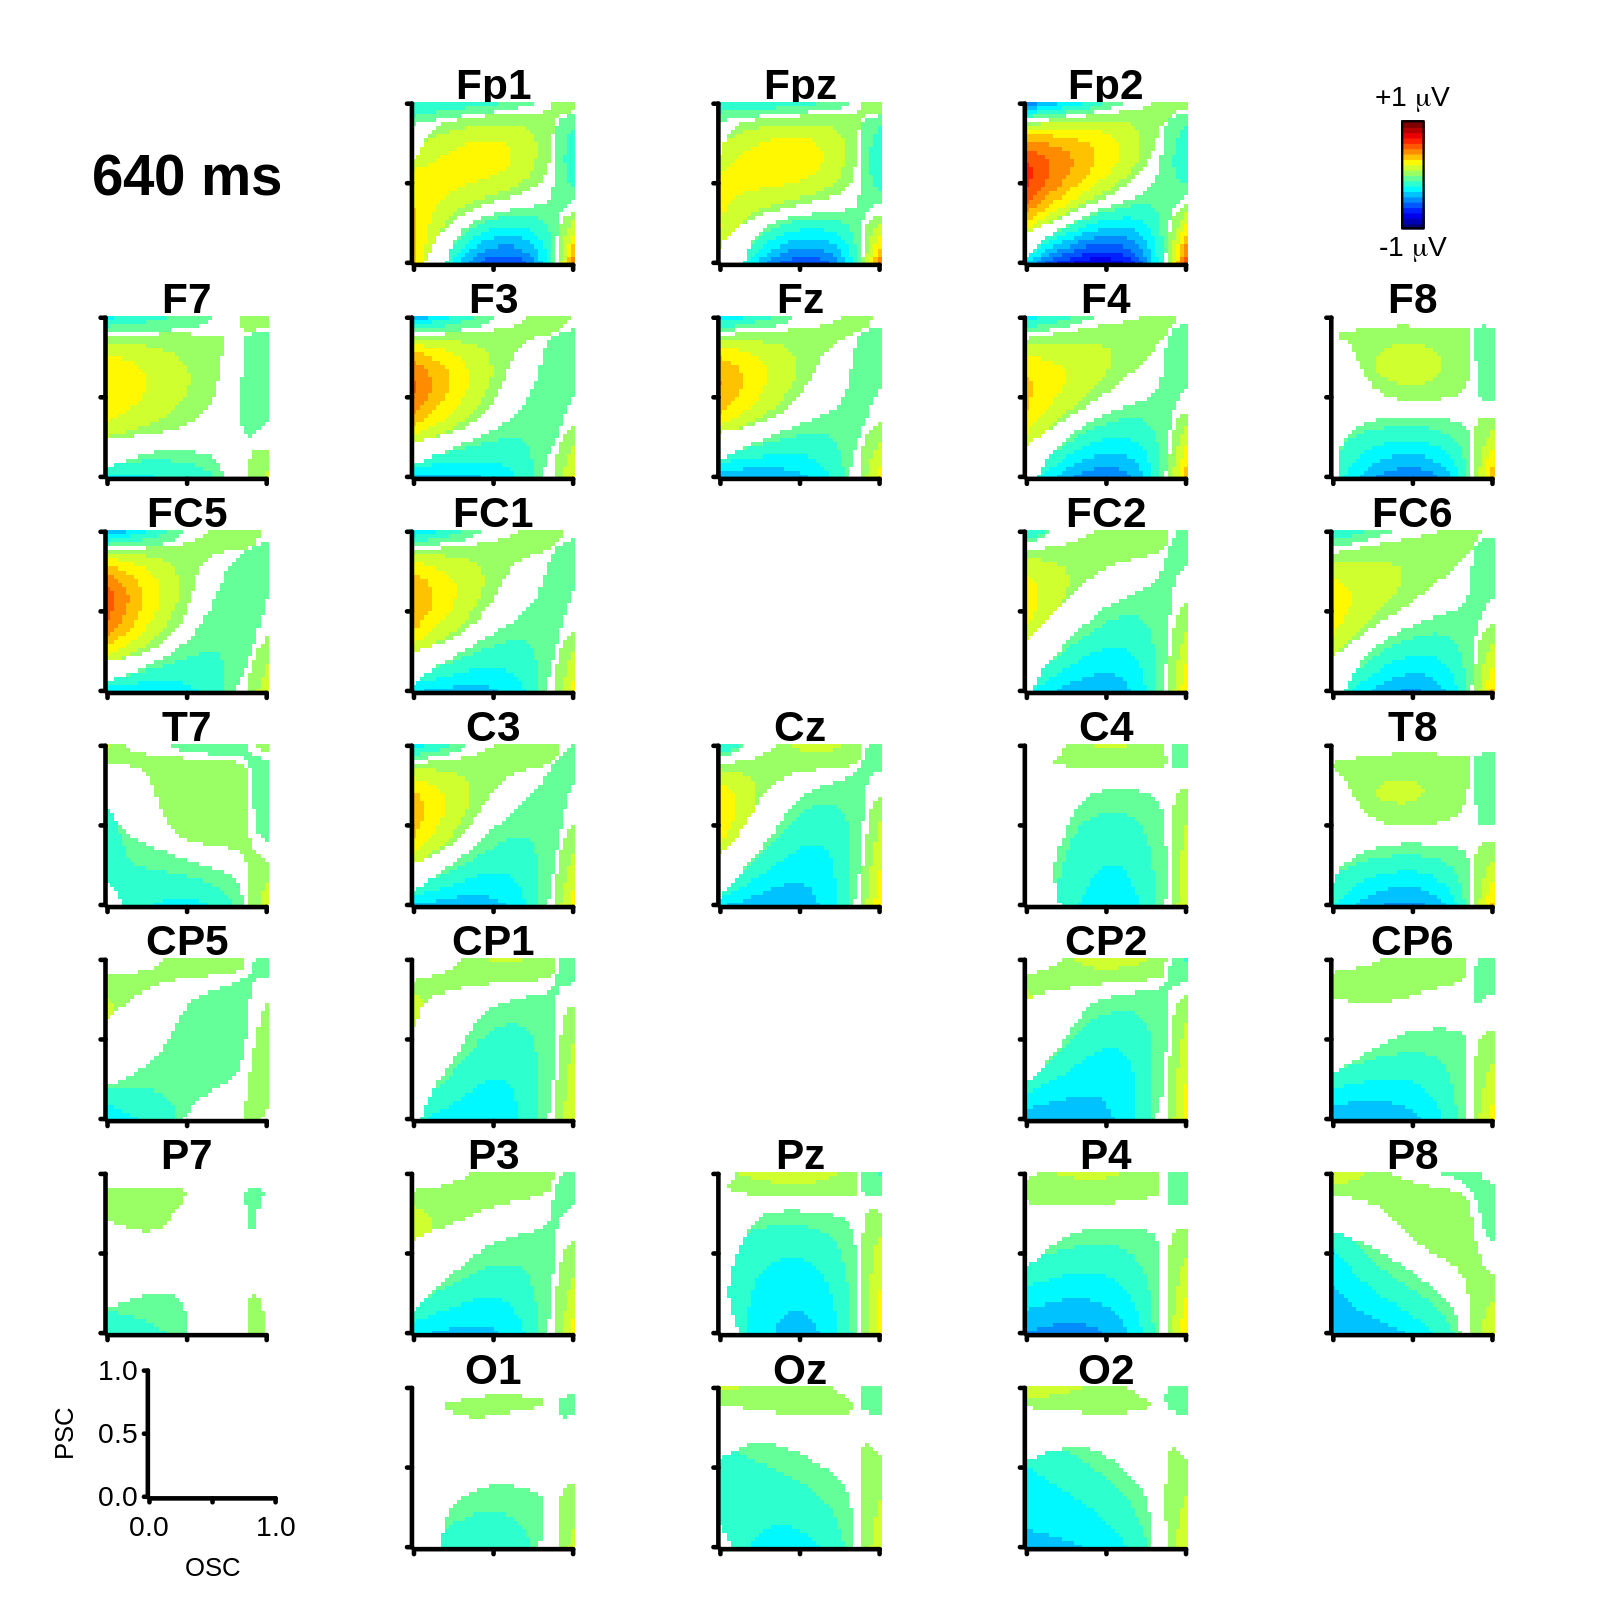 Fp1 Fpz Fp2
+1 μV
640 ms
-1 μV
F7 F3 Fz F4 F8
FC5 FC1 FC2 FC6
T7 C3 Cz C4 T8
CP5 CP1 CP2 CP6
P7 P3 Pz P4 P8
O1 Oz O2
1.0
PSC
0.5
0.0
0.0 1.0
OSC